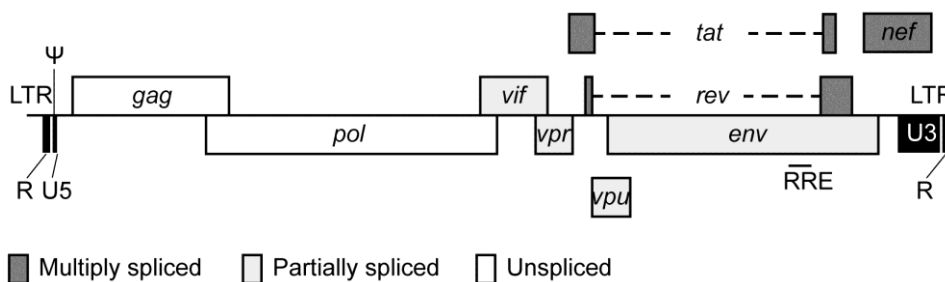 tat
nef
Ψ
LTR
gag
vif
rev
LTR
pol
vpr
env
U3
R U5
RRE
R
vpu
Multiply spliced
Partially spliced
Unspliced